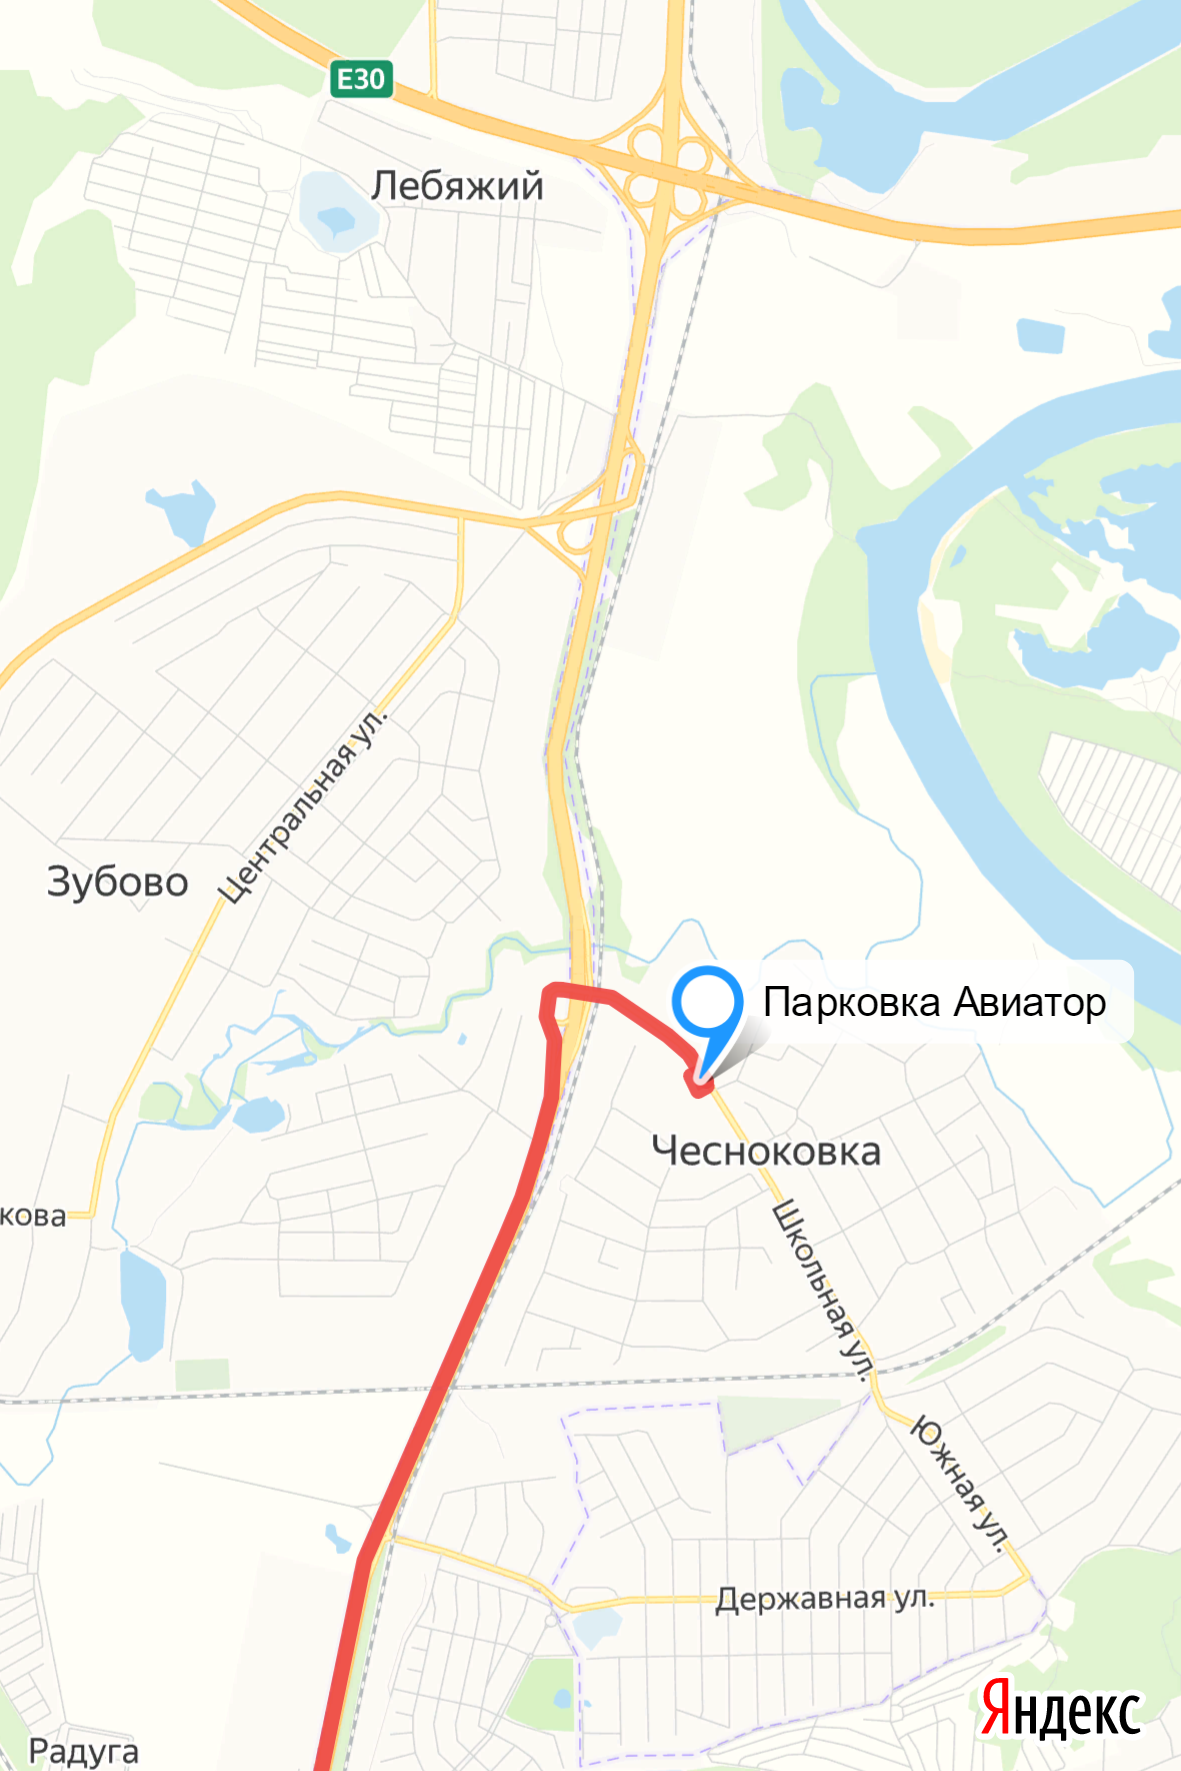 E30
Лебяжий
Центральная ул.
Зубово
Парковка Авиатор
Чесноковка
кова
Школьная ул.
Южная ул.
Державная ул.
Яндекс
Радуга